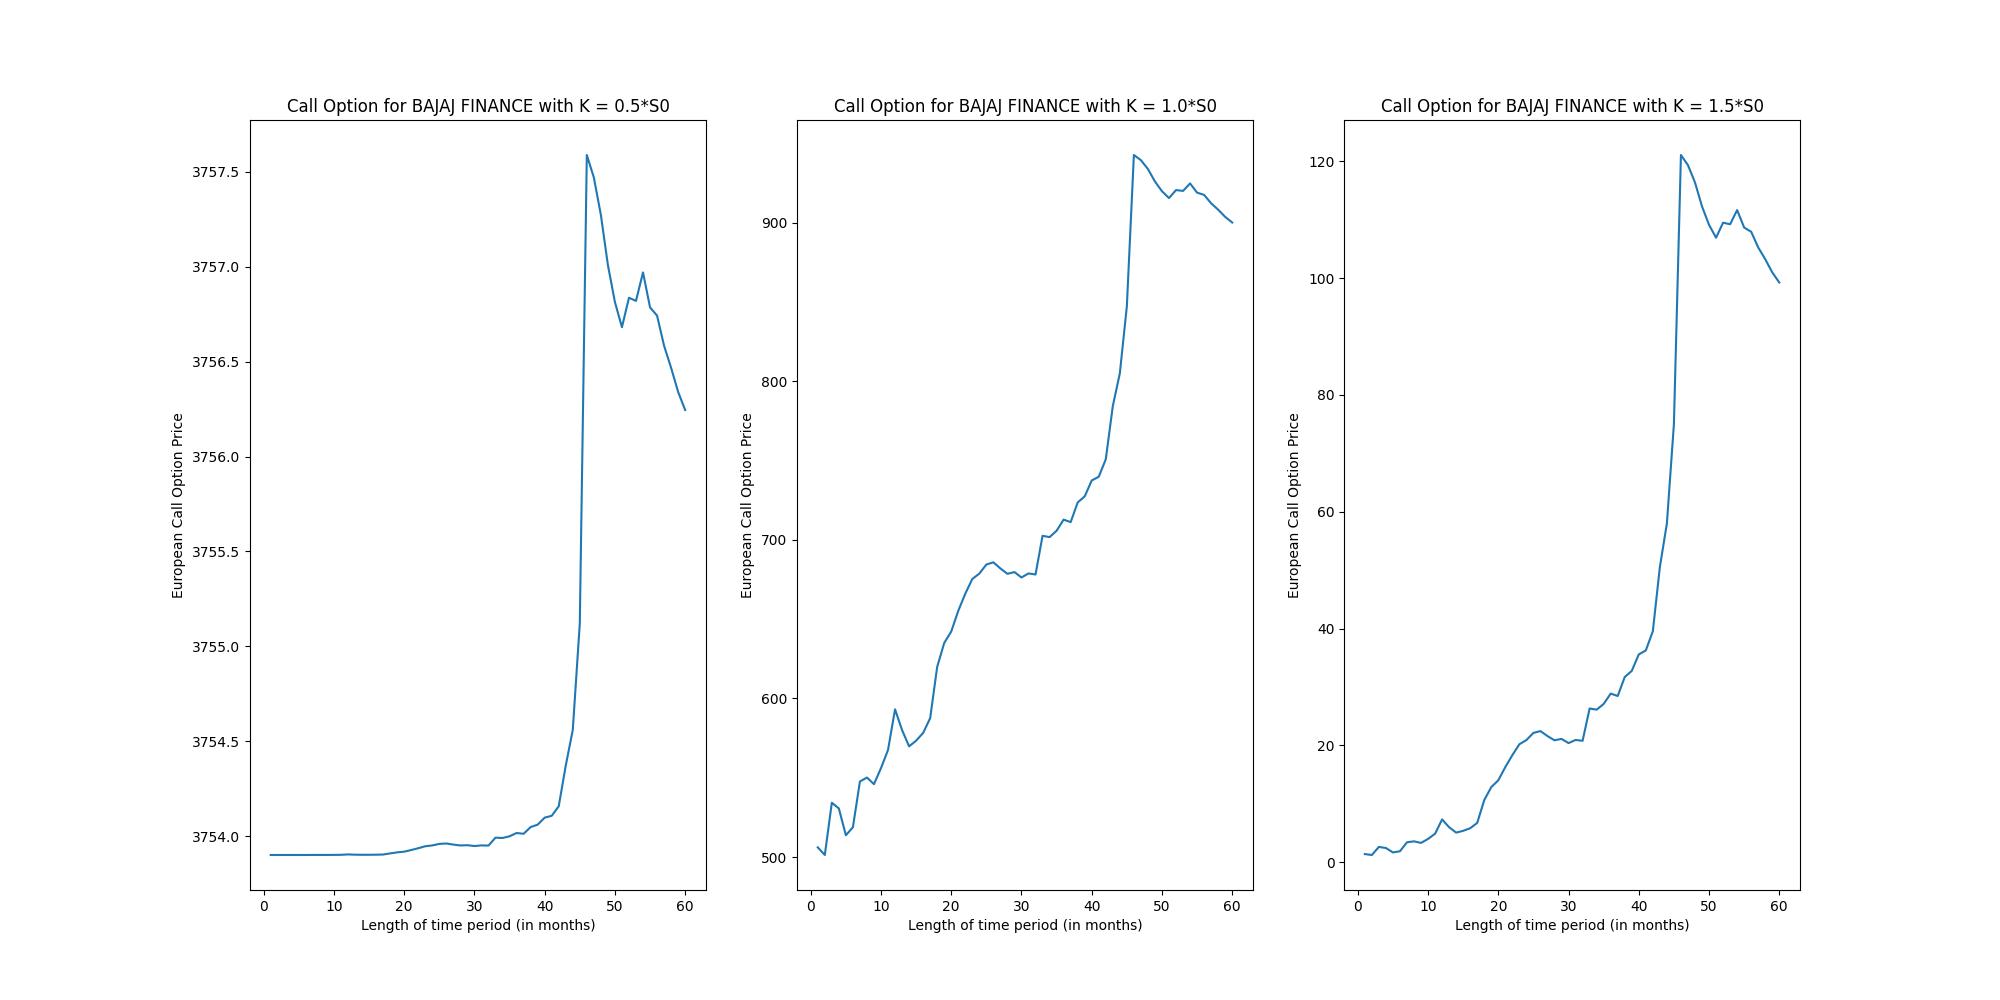 Call Option for BAJAJ FINANCE with K = 0.5*S0
European Call Option Price
3757.5
3757.0
3756.5
3756.0
3755.5
3755.0
3754.5
3754.0
0 10 20 30 40 50 60
Length of time period (in months)
Call Option for BAJAJ FINANCE with K = 1.0*S0
European Call Option Price
900
800
700
600
500
0 10 20 30 40 50 60
Length of time period (in months)
Call Option for BAJAJ FINANCE with K = 1.5*S0
European Call Option Price
120
100
80
60
40
20
0
0 10 20 30 40 50 60
Length of time period (in months)